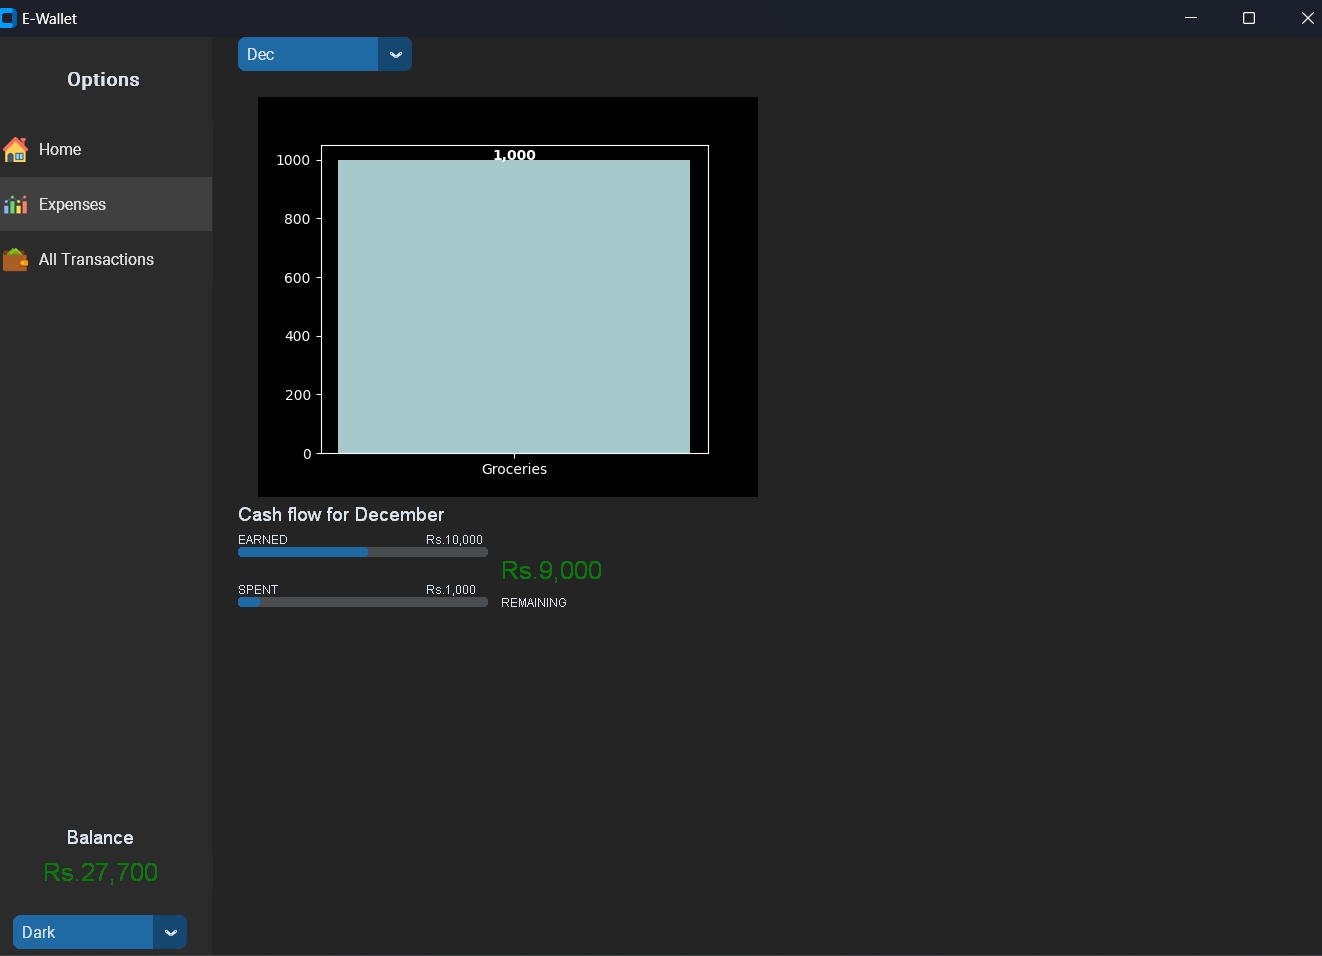 E-Wallet
Options
Home
Expenses
All Transactions
Balance
Rs.27,700
Dark
Dec
1,000
1000
800
600
400
200
0
Groceries
Cash flow for December
EARNED Rs.10,000
SPENT Rs.1,000
Rs.9,000
REMAINING